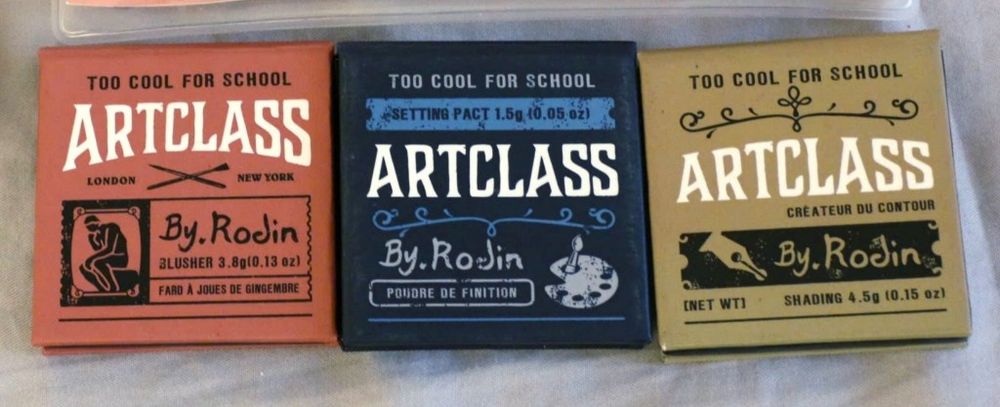 TOO COOL FOR SCHOOL
ARTCLASS
LONDON NEW YORK
By.Rodin
BLUSHER 3.8g(0.13 oz)
FARD À JOUES DE GINGEMBRE
TOO COOL FOR SCHOOL
SETTING PACT 1.5g (0.05 oz)
ARTCLASS
By.Rodin
POUDRE DE FINITION
TOO COOL FOR SCHOOL
ARTCLASS
CRÉATEUR DU CONTOUR
By.Rodin
[NET WT] SHADING 4.5g (0.15 oz)